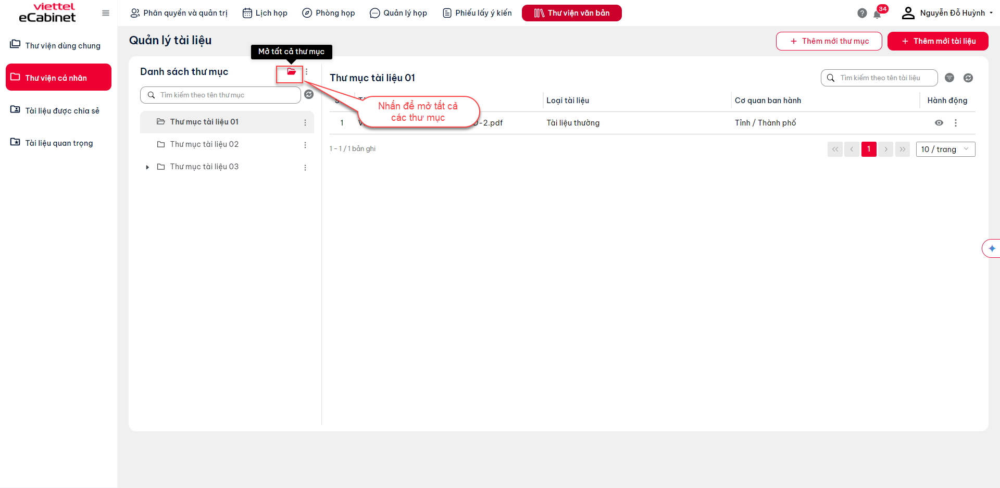 viettel
eCabinet
Phân quyền và quản trị
Lịch họp
Phòng họp
Quản lý họp
Phiếu lấy ý kiến
Thư viện văn bản
?
34
Nguyễn Đỗ Huỳnh
Thư viện dùng chung
Thư viện cá nhân
Tài liệu được chia sẻ
Tài liệu quan trọng
Quản lý tài liệu
Thêm mới thư mục
Thêm mới tài liệu
Mở tất cả thư mục
Danh sách thư mục
Tìm kiếm theo tên thư mục
Thư mục tài liệu 01
Thư mục tài liệu 02
Thư mục tài liệu 03
Nhấn để mở tất cả
các thư mục
Thư mục tài liệu 01
Tìm kiếm theo tên tài liệu
Loại tài liệu
Cơ quan ban hành
Hành động
1
D-2.pdf
Tài liệu thường
Tỉnh / Thành phố
1 - 1 / 1 bản ghi
1
10 / trang